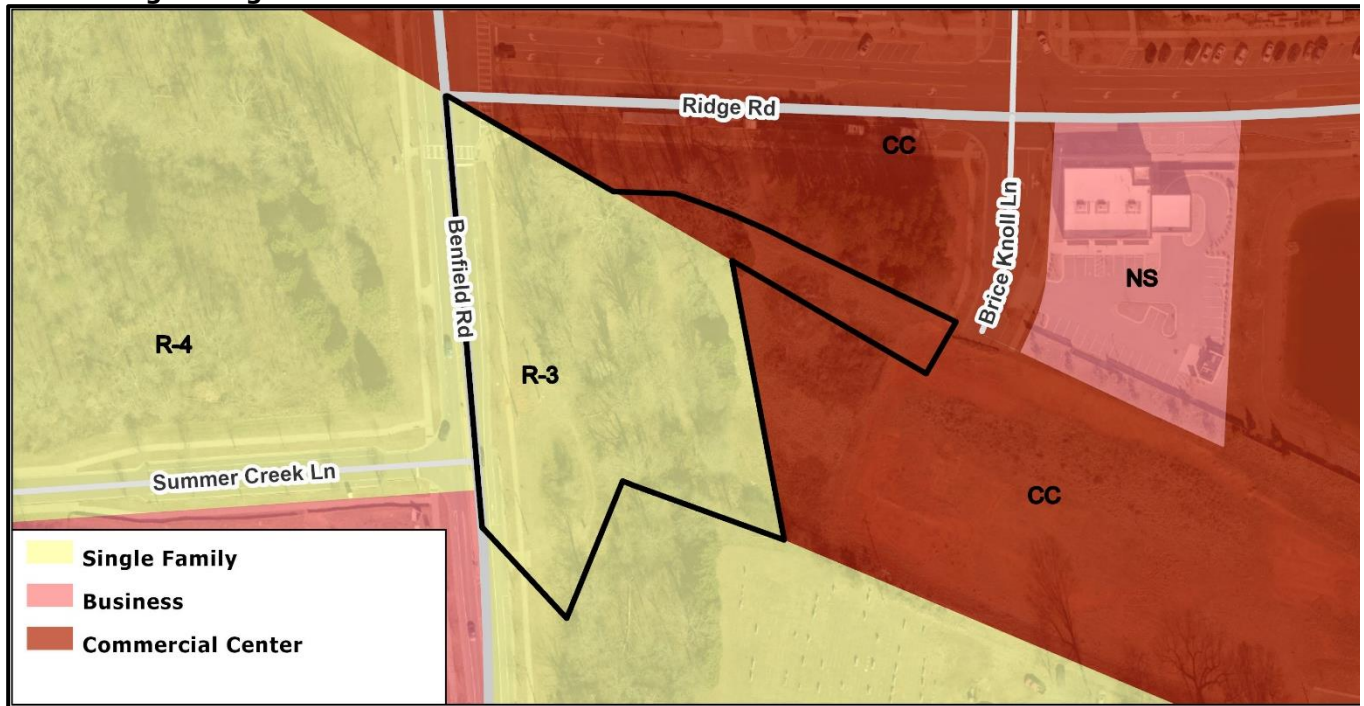 Ridge Rd
CC
Brice Knoll Ln
NS
Benfield Rd
R-4
R-3
Summer Creek Ln
CC
Single Family
Business
Commercial Center